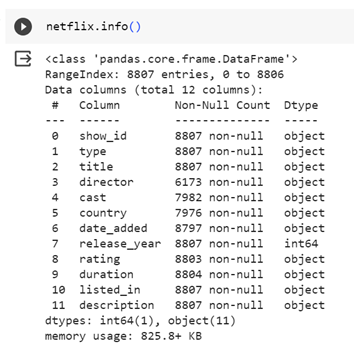 netflix.info()
<class 'pandas.core.frame.DataFrame'>
RangeIndex: 8807 entries, 0 to 8806
Data columns (total 12 columns):
 #   Column        Non-Null Count  Dtype
---  ------        --------------  -----
 0   show_id       8807 non-null   object
 1   type          8807 non-null   object
 2   title         8807 non-null   object
 3   director      6173 non-null   object
 4   cast          7982 non-null   object
 5   country       7976 non-null   object
 6   date_added    8797 non-null   object
 7   release_year  8807 non-null   int64
 8   rating        8803 non-null   object
 9   duration      8804 non-null   object
 10  listed_in     8807 non-null   object
 11  description   8807 non-null   object
dtypes: int64(1), object(11)
memory usage: 825.8+ KB